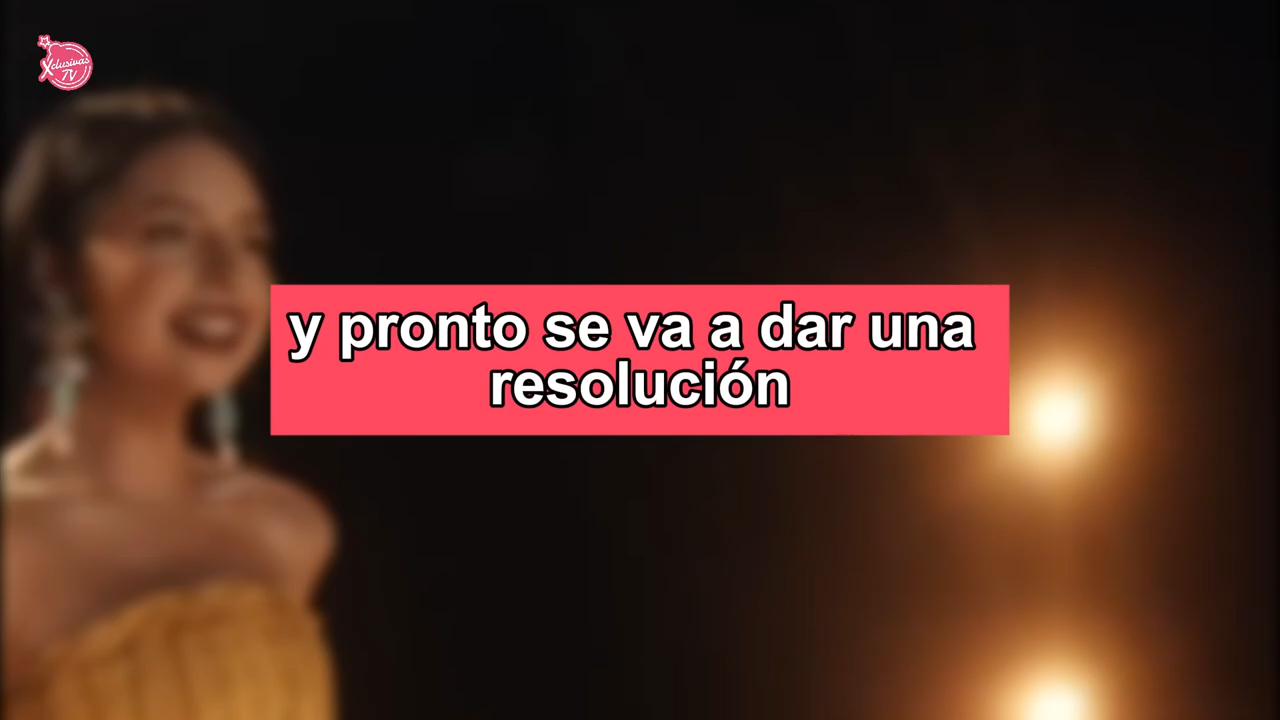 Xclusivas
TV
y pronto se va a dar una
resolución